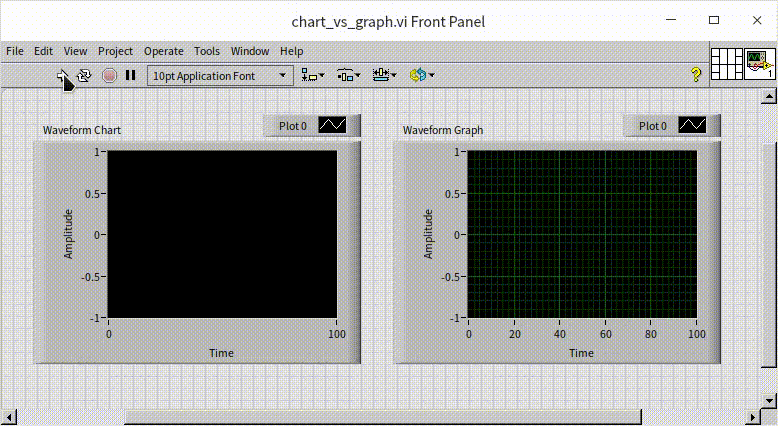 chart_vs_graph.vi Front Panel
File Edit View Project Operate Tools Window Help
10pt Application Font
?
1
Waveform Chart
Plot 0
1
0.5
0
-0.5
-1
Amplitude
0 100
Time
Waveform Graph
Plot 0
1
0.5
0
-0.5
-1
Amplitude
0 20 40 60 80 100
Time